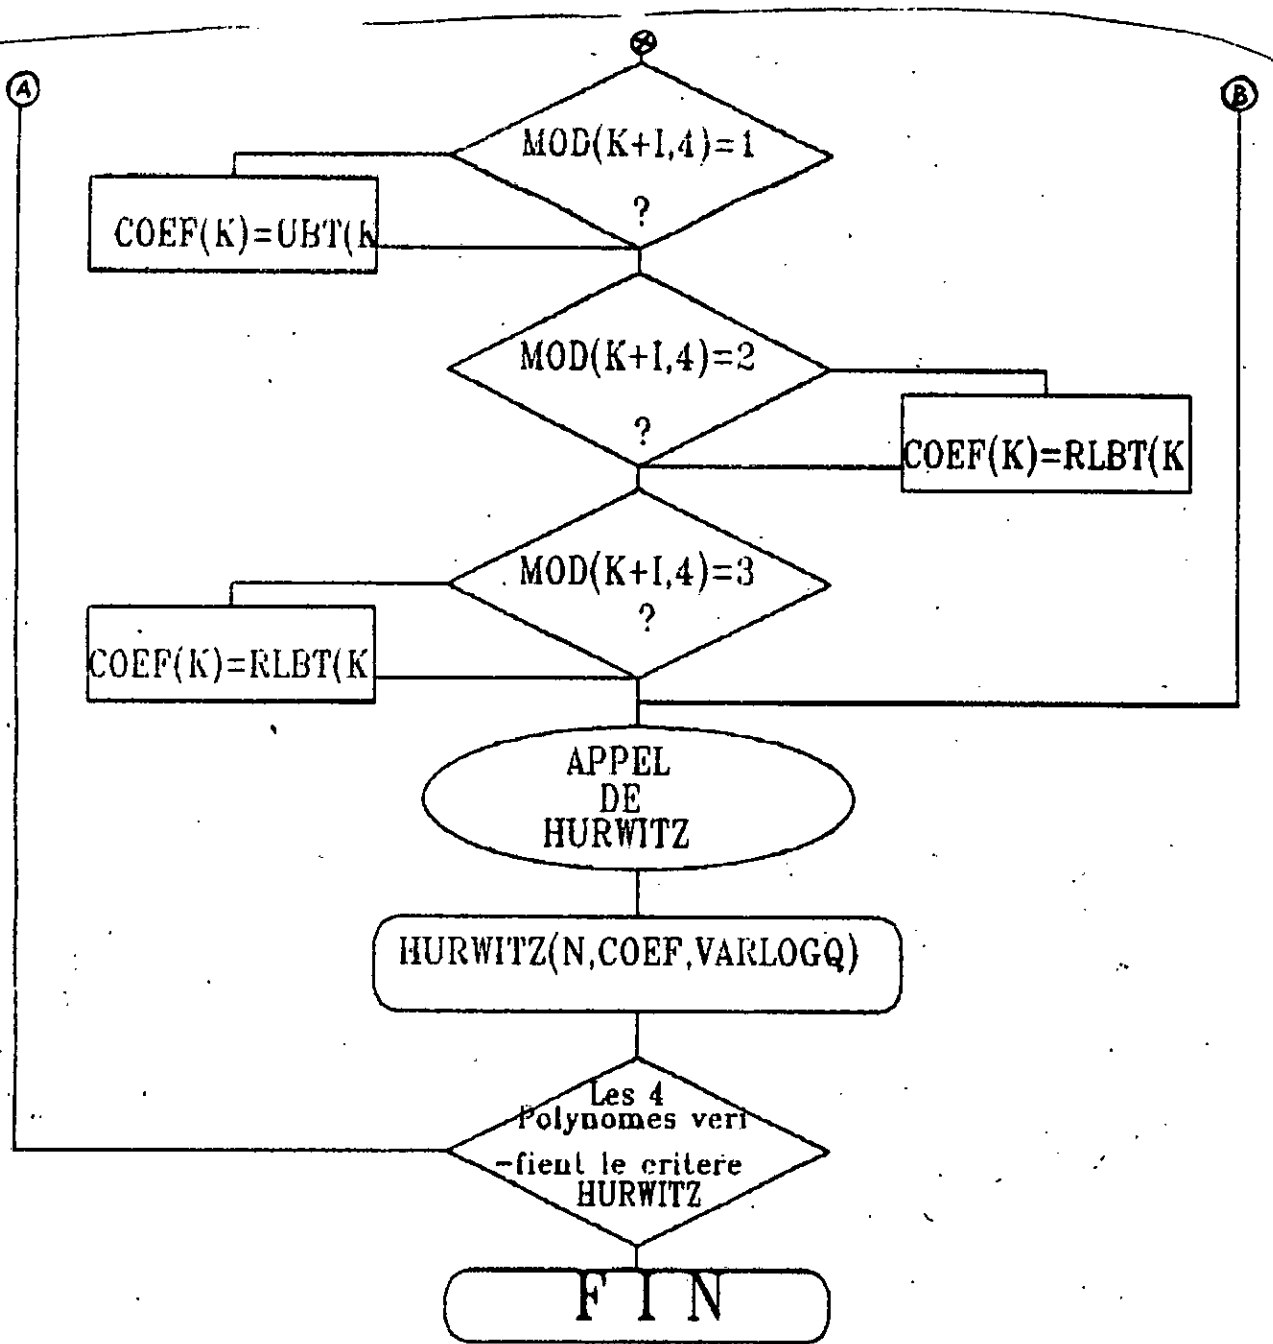 A
B
MOD(K+I,4)=1
?
COEF(K)=UBT(K
MOD(K+I,4)=2
?
COEF(K)=RLBT(K
MOD(K+I,4)=3
?
COEF(K)=RLBT(K
APPEL
DE
HURWITZ
HURWITZ(N,COEF,VARLOGQ)
Les 4
Polynomes veri
-fient le critere
HURWITZ
F I N